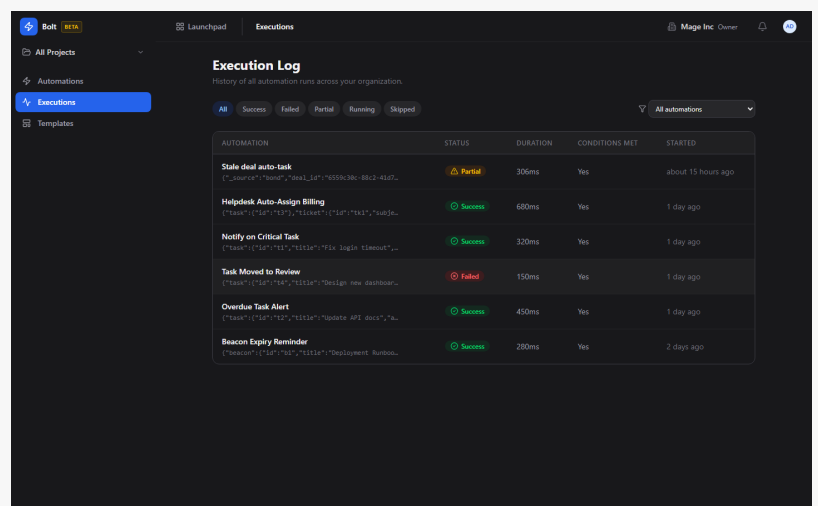 Bolt BETA
Launchpad
Executions
Mage Inc Owner
AD
All Projects
Automations
Executions
Templates
Execution Log
History of all automation runs across your organization.
All Success Failed Partial Running Skipped
All automations
AUTOMATION STATUS DURATION CONDITIONS MET STARTED
Stale deal auto-task
Partial 306ms Yes about 15 hours ago
Helpdesk Auto-Assign Billing
{"task":{"id":"t3"},"ticket":{"id":"tk1","subje…
Success 680ms Yes 1 day ago
Notify on Critical Task
{"task":{"id":"t1","title":"Fix login timeout",…
Success 320ms Yes 1 day ago
Task Moved to Review
{"task":{"id":"t4","title":"Design new dashboar…
Failed 150ms Yes 1 day ago
Overdue Task Alert
{"task":{"id":"t2","title":"Update API docs","a…
Success 450ms Yes 1 day ago
Beacon Expiry Reminder
{"beacon":{"id":"b1","title":"Deployment Runboo…
Success 280ms Yes 2 days ago